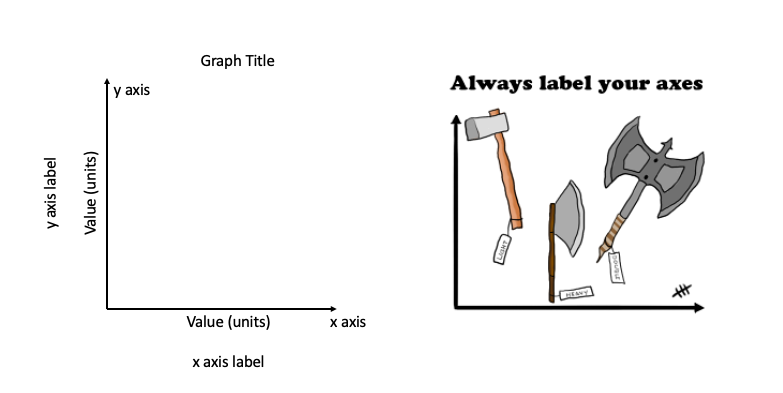 Graph Title
y axis
y axis label
Value (units)
Value (units)
x axis
x axis label
Always label your axes
LIGHT
HEAVY
DOUBLE